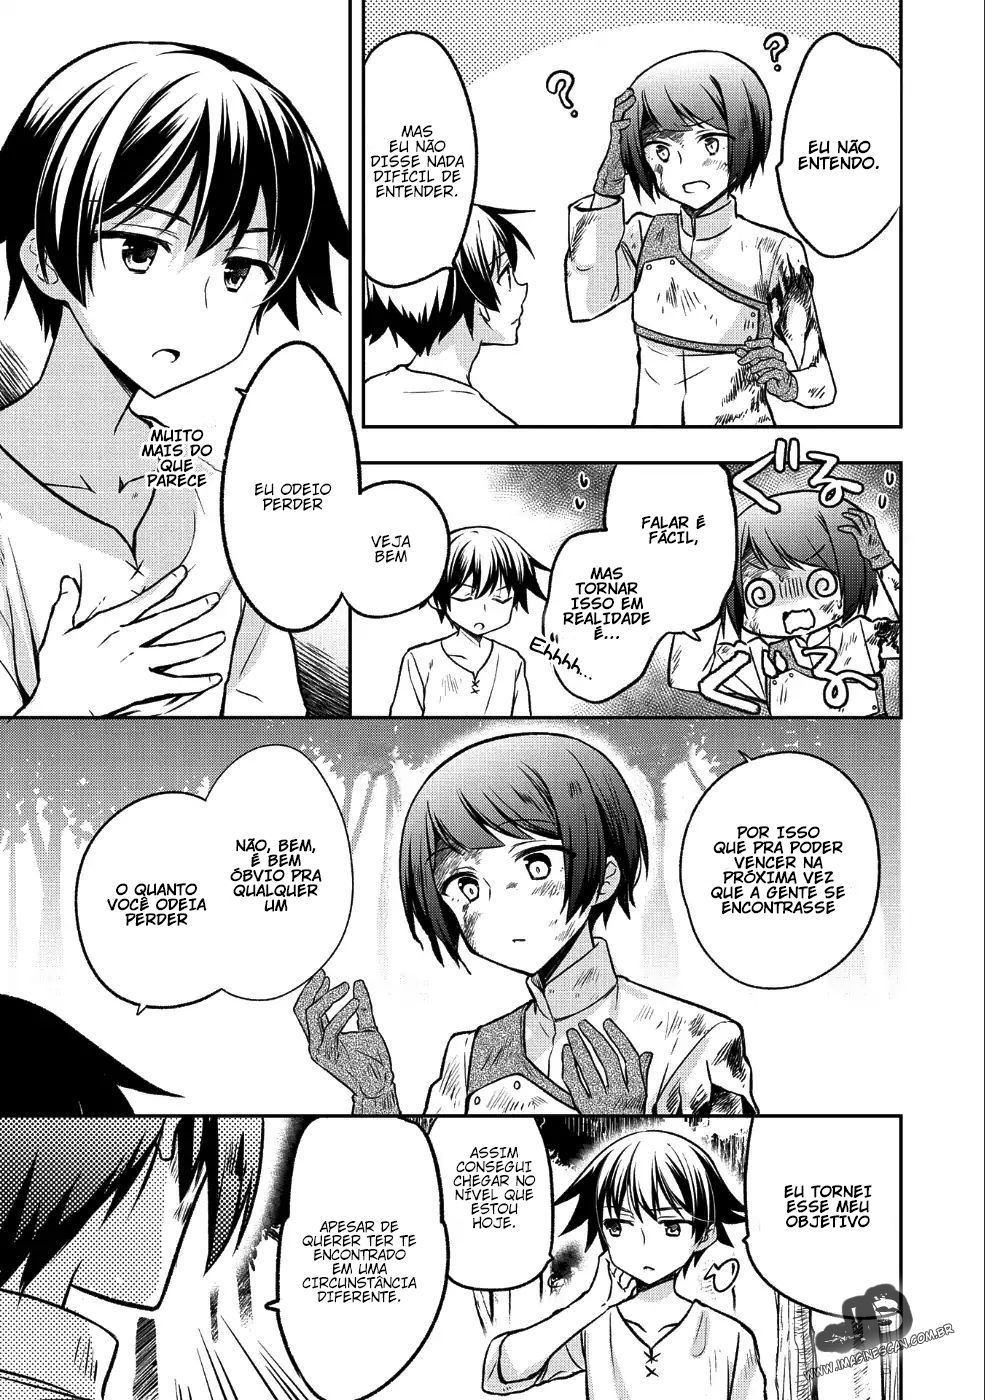 EU NÃO
ENTENDO.
?
?
MAS
EU NÃO
DISSE NADA
DIFÍCIL DE
ENTENDER.
ぐる
ぐる
FALAR É
FÁCIL,
MAS
TORNAR
ISSO EM
REALIDADE
É...
Ehhhh...
VEJA
BEM
EU ODEIO
PERDER
MUITO
MAIS DO
QUE
PARECE
POR ISSO
QUE PRA PODER
VENCER NA
PRÓXIMA VEZ
QUE A GENTE SE
ENCONTRASSE
NÃO, BEM,
É BEM
ÓBVIO PRA
QUALQUER
UM
O QUANTO
VOCÊ ODEIA
PERDER
EU TORNEI
ESSE MEU
OBJETIVO
ASSIM
CONSEGUI
CHEGAR NO
NÍVEL QUE
ESTOU
HOJE.
APESAR DE
QUERER TER TE
ENCONTRADO
EM UMA
CIRCUNSTÂNCIA
DIFERENTE.
WWW.IMAGINESCAN.COM.BR